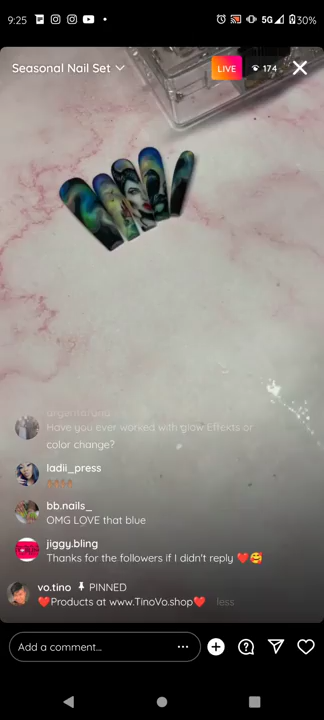 9:25
5G
30%
Seasonal Nail Set
LIVE
174
Have you ever worked with glow Effekts or
color change?
ladii_press
bb.nails_
OMG LOVE that blue
jiggy.bling
Thanks for the followers if I didn't reply ❤️🥰
vo.tino 📌 PINNED
❤️Products at www.TinoVo.shop❤️ less
Add a comment...